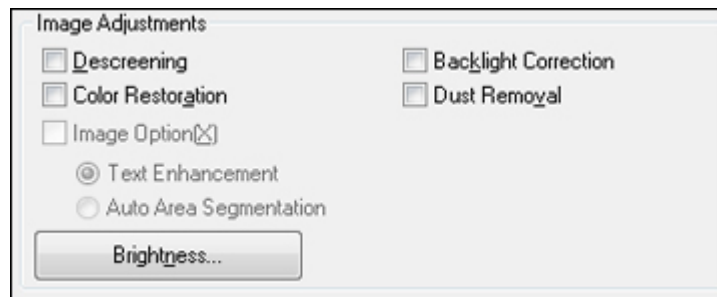 Image Adjustments
Descreening
Backlight Correction
Color Restoration
Dust Removal
Image Option(X)
Text Enhancement
Auto Area Segmentation
Brightness...